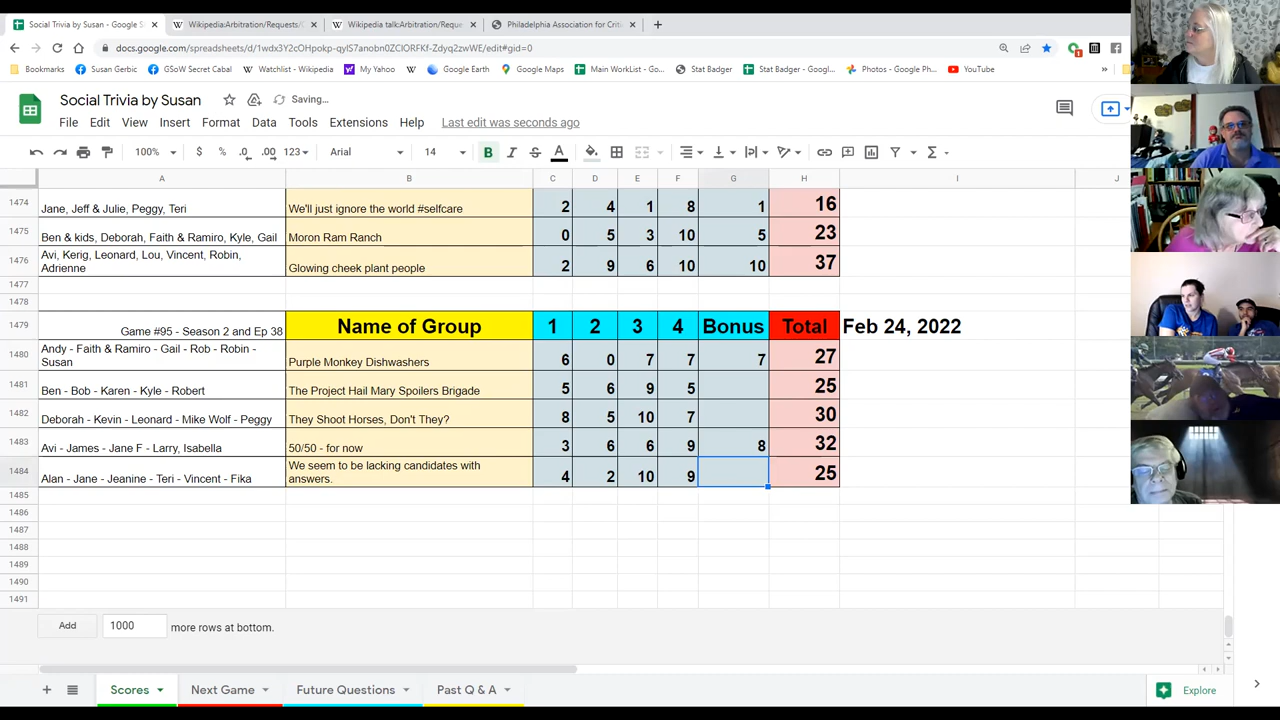 Social Trivia by Susan - Google S
Wikipedia:Arbitration/Requests/
Wikipedia talk:Arbitration/Reque
Philadelphia Association for Criti
docs.google.com/spreadsheets/d/1wdx3Y2cOHpokp-qyIS7anobn0ZCIORFKf-Zdyq2zwWE/edit#gid=0
Bookmarks Susan Gerbic GSoW Secret Cabal Watchlist - Wikipedia My Yahoo Google Earth Google Maps Main WorkList - Go... Stat Badger Stat Badger - Googl... Photos - Google Ph... YouTube
Social Trivia by Susan Saving...
File Edit View Insert Format Data Tools Extensions Help Last edit was seconds ago
100% $ % .0 .00 123 Arial 14 B I S A
A B C D E F G H I J
1474 Jane, Jeff & Julie, Peggy, Teri We'll just ignore the world #selfcare 2 4 1 8 1 16
1475 Ben & kids, Deborah, Faith & Ramiro, Kyle, Gail Moron Ram Ranch 0 5 3 10 5 23
1476 Avi, Kerig, Leonard, Lou, Vincent, Robin,
Adrienne Glowing cheek plant people 2 9 6 10 10 37
1477
1478
1479 Game #95 - Season 2 and Ep 38 Name of Group 1 2 3 4 Bonus Total Feb 24, 2022
1480 Andy - Faith & Ramiro - Gail - Rob - Robin -
Susan Purple Monkey Dishwashers 6 0 7 7 7 27
1481 Ben - Bob - Karen - Kyle - Robert The Project Hail Mary Spoilers Brigade 5 6 9 5 25
1482 Deborah - Kevin - Leonard - Mike Wolf - Peggy They Shoot Horses, Don't They? 8 5 10 7 30
1483 Avi - James - Jane F - Larry, Isabella 50/50 - for now 3 6 6 9 8 32
1484 Alan - Jane - Jeanine - Teri - Vincent - Fika We seem to be lacking candidates with
answers. 4 2 10 9 25
1485
1486
1487
1488
1489
1490
1491
Add 1000 more rows at bottom.
Scores Next Game Future Questions Past Q & A Explore